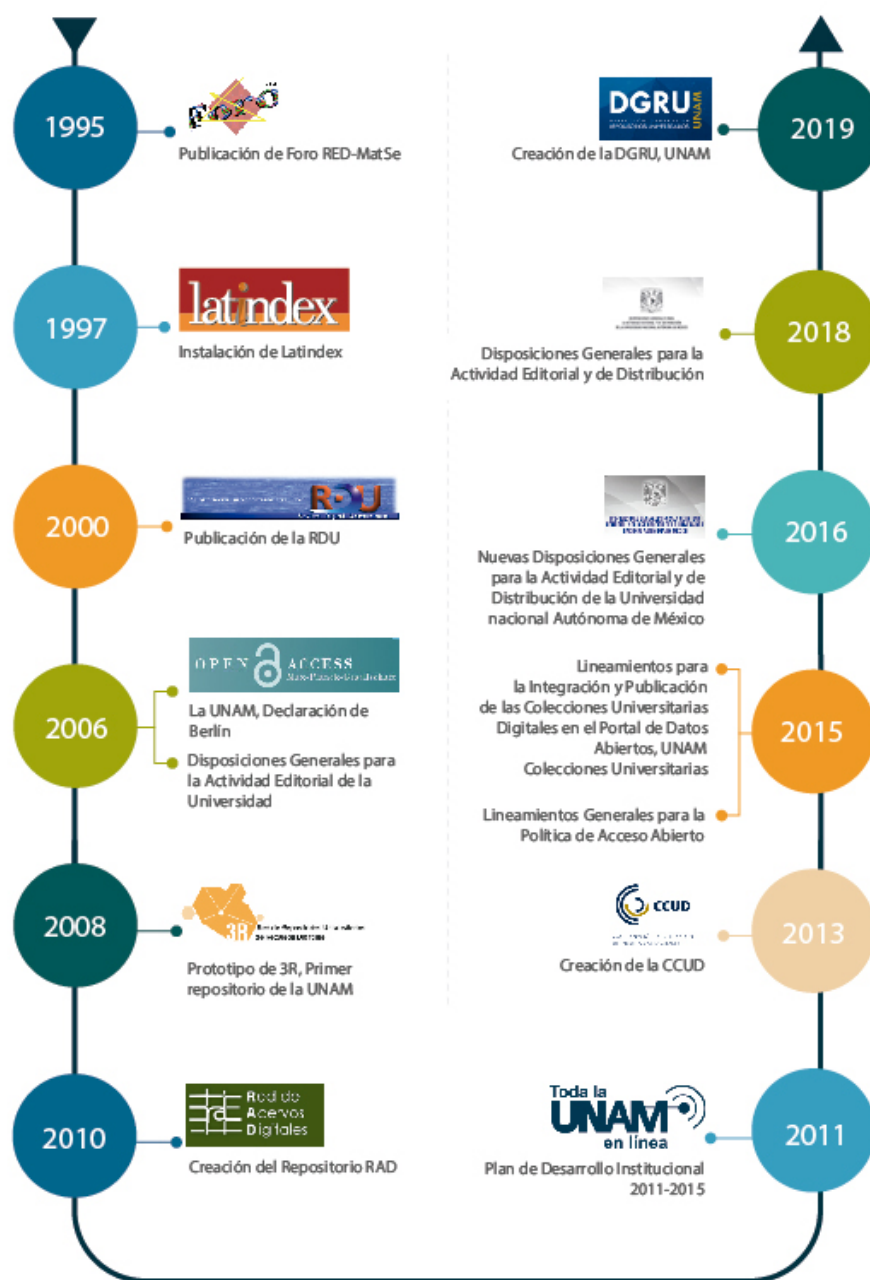 1995
Foro
Publicación de Foro RED-MatSe
1997
latindex
Instalación de Latindex
2000
RDU
Publicación de la RDU
2006
OPEN ACCESS
La UNAM, Declaración de
Berlín
Disposiciones Generales para
la Actividad Editorial de la
Universidad
2008
3R
Prototipo de 3R, Primer
repositorio de la UNAM
2010
Red de
Acervos
Digitales
Creación del Repositorio RAD
2011
Toda la
UNAM
en línea
Plan de Desarrollo Institucional
2011-2015
2013
CCUD
Creación de la CCUD
2015
Lineamientos para
la Integración y Publicación
de las Colecciones Universitarias
Digitales en el Portal de Datos
Abiertos, UNAM
Colecciones Universitarias
Lineamientos Generales para la
Política de Acceso Abierto
2016
Nuevas Disposiciones Generales
para la Actividad Editorial y de
Distribución de la Universidad
nacional Autónoma de México
2018
Disposiciones Generales para la
Actividad Editorial y de Distribución
2019
DGRU
UNAM
Creación de la DGRU, UNAM